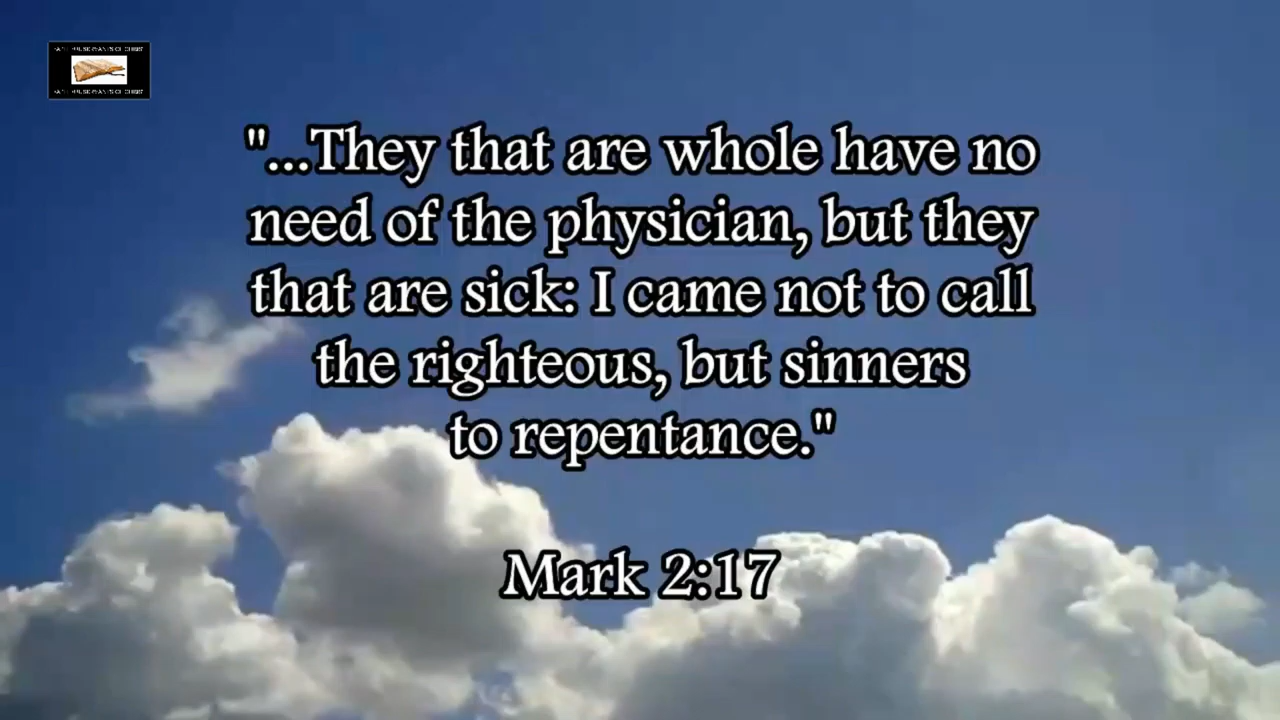 "...They that are whole have no
need of the physician, but they
that are sick: I came not to call
the righteous, but sinners
to repentance."
Mark 2:17